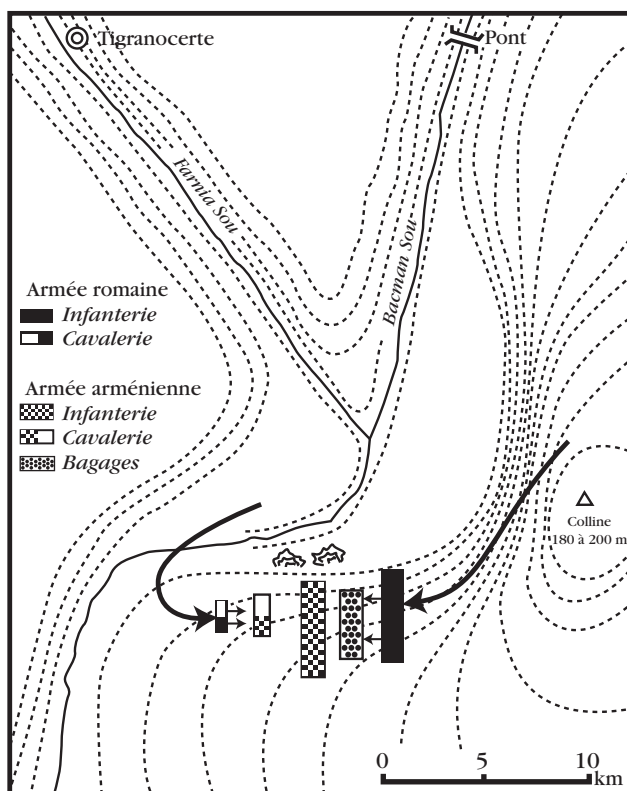 Tigranocerte
Pont
Farnia Sou
Bacman Sou
Armée romaine
Infanterie
Cavalerie
Armée arménienne
Infanterie
Cavalerie
Bagages
Colline
180 à 200 m
0 5 10
km